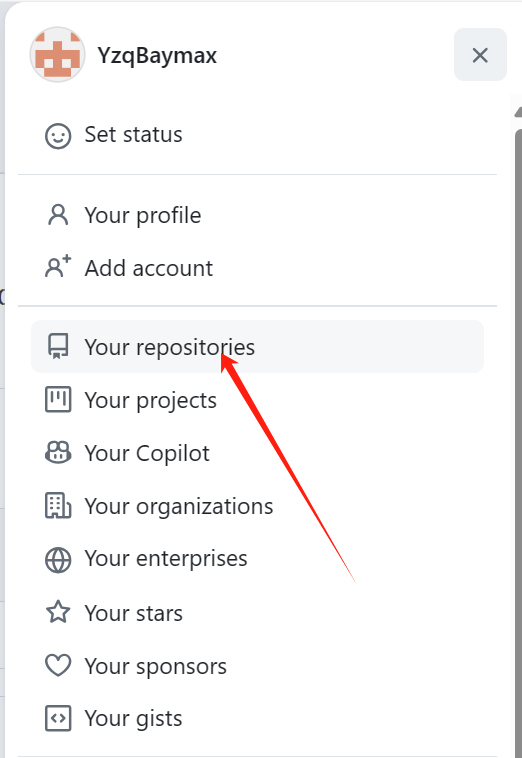 YzqBaymax
Set status
Your profile
Add account
Your repositories
Your projects
Your Copilot
Your organizations
Your enterprises
Your stars
Your sponsors
Your gists